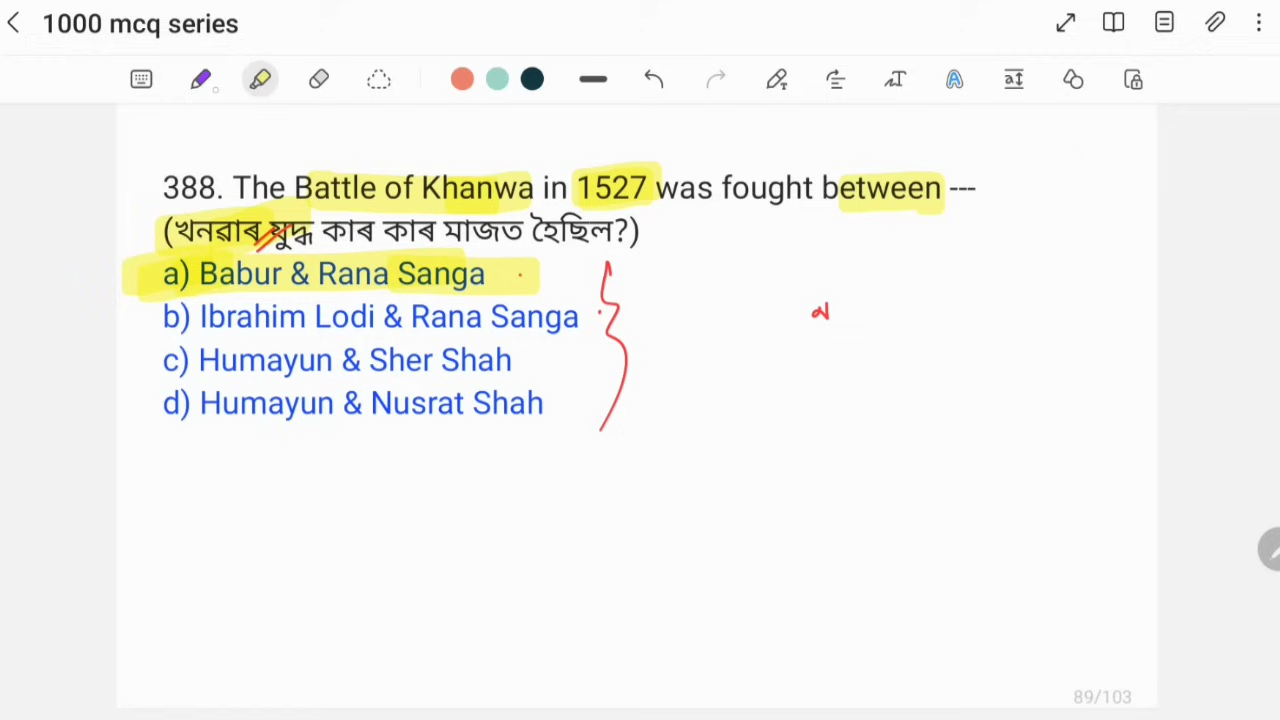 1000 mcq series
388. The Battle of Khanwa in 1527 was fought between ---
(খনৱাৰ যুদ্ধ কাৰ কাৰ মাজত হৈছিল?)
a) Babur & Rana Sanga
b) Ibrahim Lodi & Rana Sanga
c) Humayun & Sher Shah
d) Humayun & Nusrat Shah
89/103